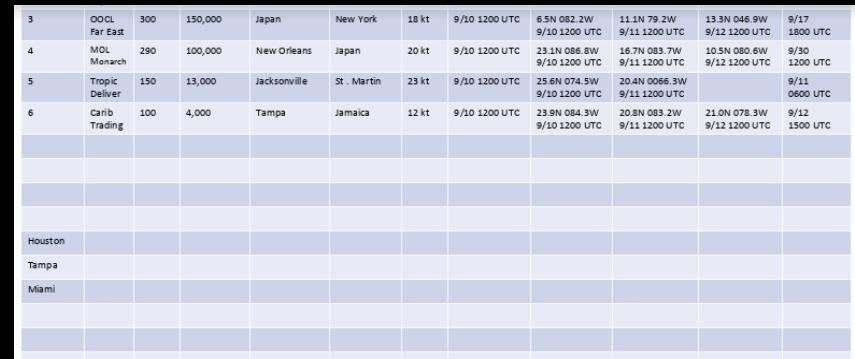 3 OOCL Far East 300 150,000 Japan New York 18 kt 9/10 1200 UTC 6.5N 082.2W 9/10 1200 UTC 11.1N 79.2W 9/11 1200 UTC 13.3N 046.9W 9/12 1200 UTC 9/17 1800 UTC
4 MOL Monarch 290 100,000 New Orleans Japan 20 kt 9/10 1200 UTC 23.1N 086.8W 9/10 1200 UTC 16.7N 083.7W 9/11 1200 UTC 10.5N 080.6W 9/12 1200 UTC 9/30 1200 UTC
5 Tropic Deliver 150 13,000 Jacksonville St . Martin 23 kt 9/10 1200 UTC 25.6N 074.5W 9/10 1200 UTC 20.4N 0066.3W 9/11 1200 UTC 9/11 0600 UTC
6 Carib Trading 100 4,000 Tampa Jamaica 12 kt 9/10 1200 UTC 23.9N 084.3W 9/10 1200 UTC 20.8N 083.2W 9/11 1200 UTC 21.0N 078.3W 9/12 1200 UTC 9/12 1500 UTC
Houston
Tampa
Miami